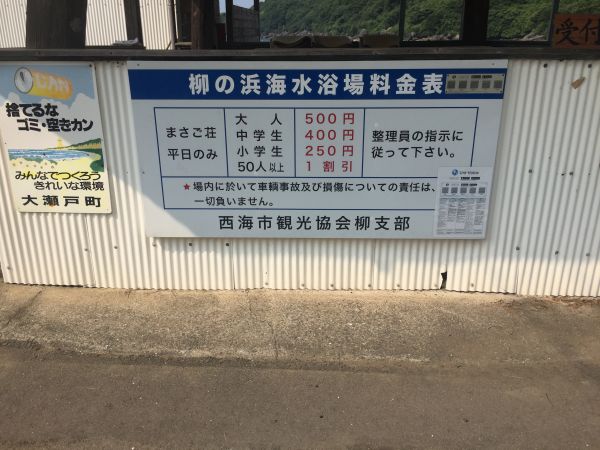 CAN
捨てるな
ゴミ・空きカン
みんなでつくろう
きれいな環境
大瀬戸町
柳の浜海水浴場料金表
まさご荘
平日のみ
大人 500円
中学生 400円
小学生 250円
50人以上 1割引
整理員の指示に
従って下さい。
★場内に於いて車輌事故及び損傷についての責任は、
一切負いません。
西海市観光協会柳支部
受付